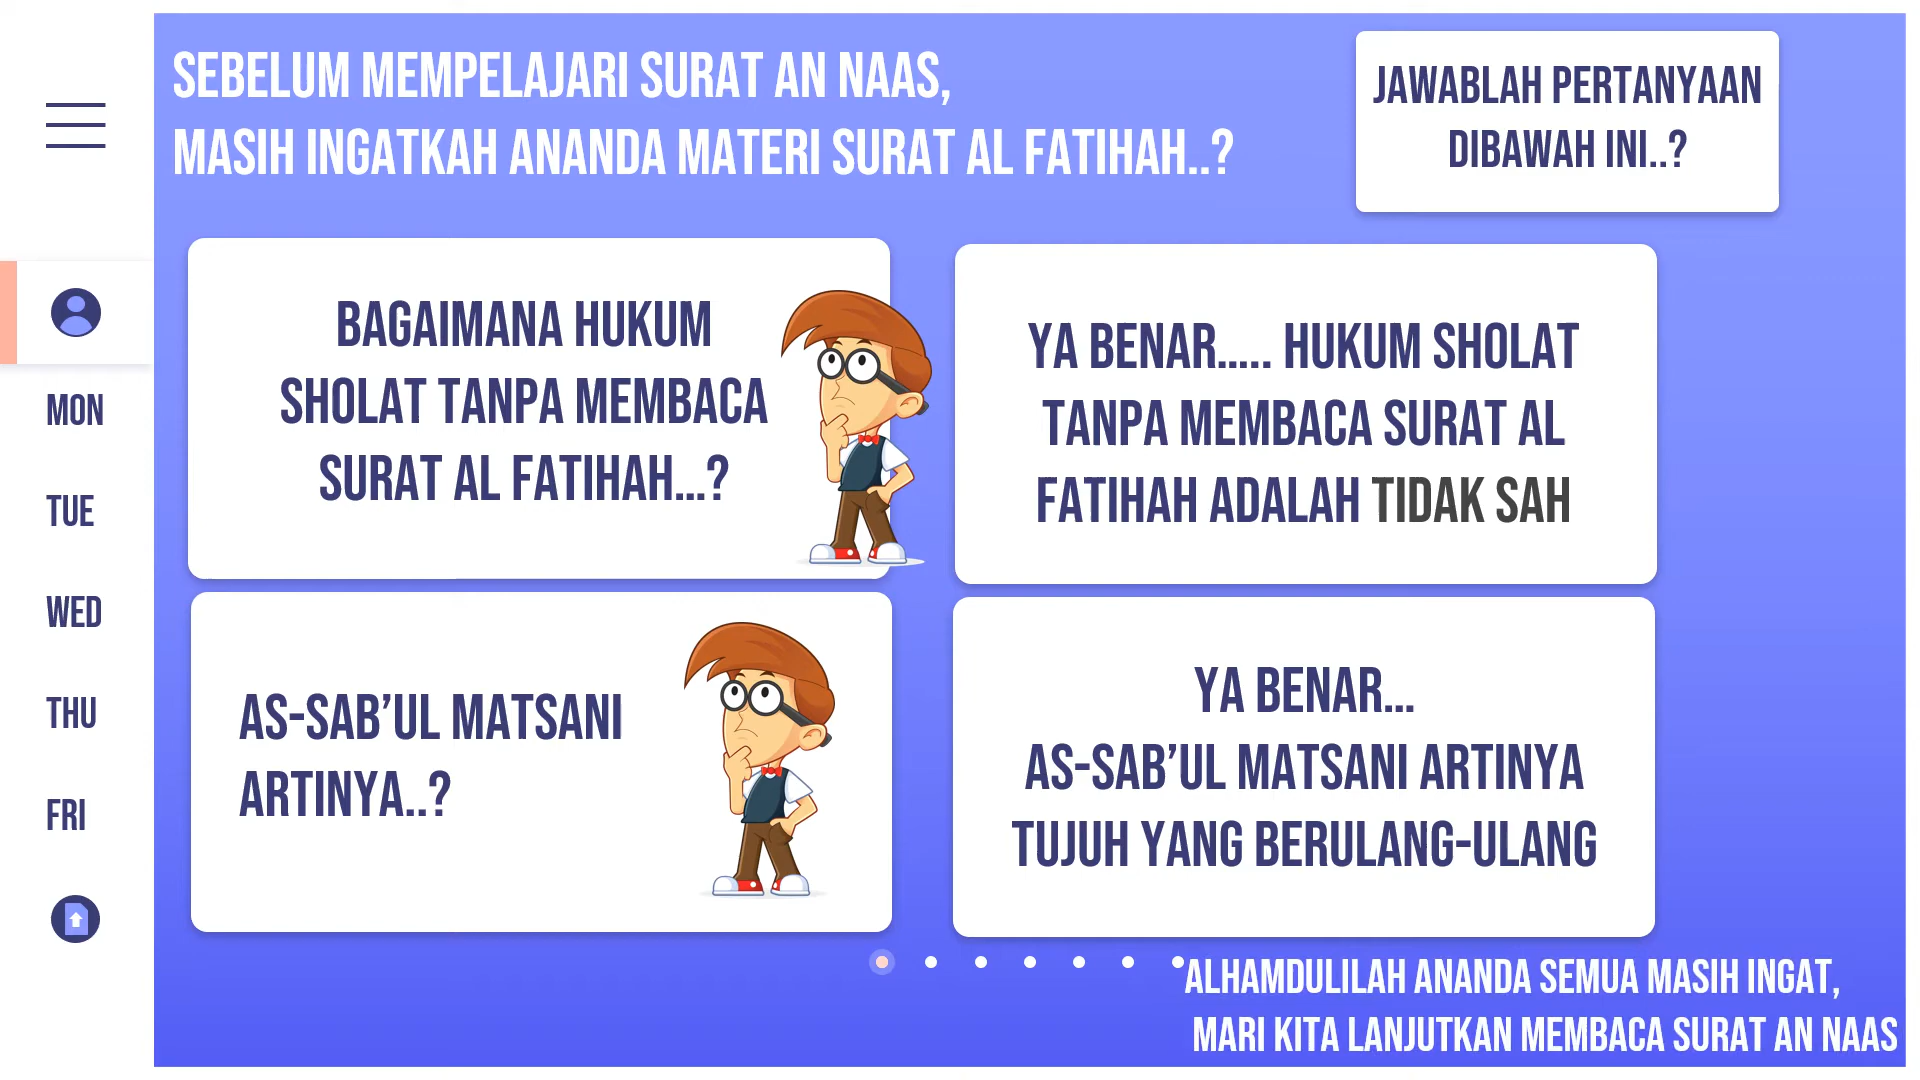 SEBELUM MEMPELAJARI SURAT AN NAAS,
MASIH INGATKAH ANANDA MATERI SURAT AL FATIHAH..?
JAWABLAH PERTANYAAN
DIBAWAH INI..?
BAGAIMANA HUKUM
SHOLAT TANPA MEMBACA
SURAT AL FATIHAH...?
YA BENAR..... HUKUM SHOLAT
TANPA MEMBACA SURAT AL
FATIHAH ADALAH TIDAK SAH
MON
TUE
WED
THU
FRI
AS-SAB’UL MATSANI
ARTINYA..?
YA BENAR...
AS-SAB’UL MATSANI ARTINYA
TUJUH YANG BERULANG-ULANG
ALHAMDULILAH ANANDA SEMUA MASIH INGAT,
MARI KITA LANJUTKAN MEMBACA SURAT AN NAAS